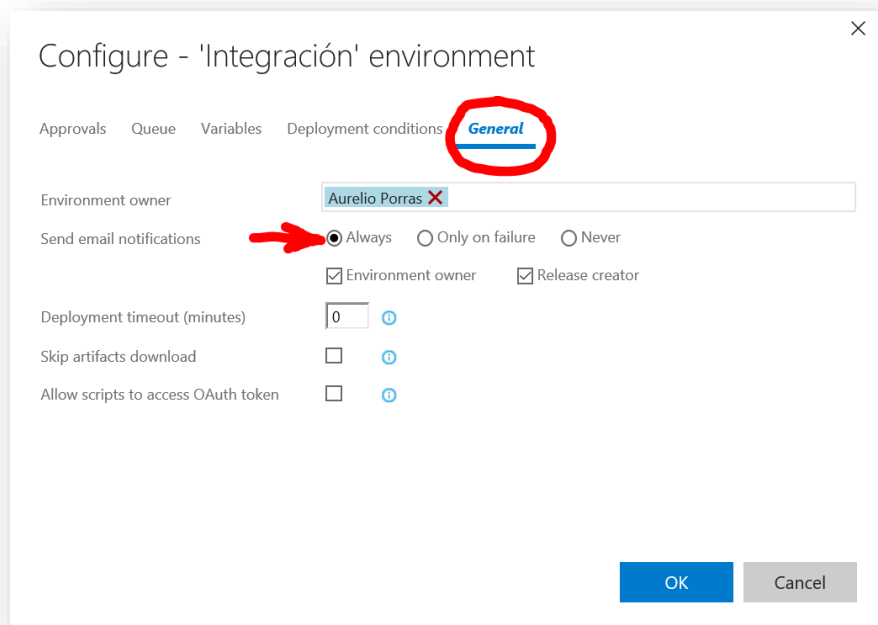 Configure - 'Integración' environment
Approvals Queue Variables Deployment conditions General
Environment owner Aurelio Porras
Send email notifications Always Only on failure Never
Environment owner Release creator
Deployment timeout (minutes) 0
Skip artifacts download
Allow scripts to access OAuth token
OK Cancel